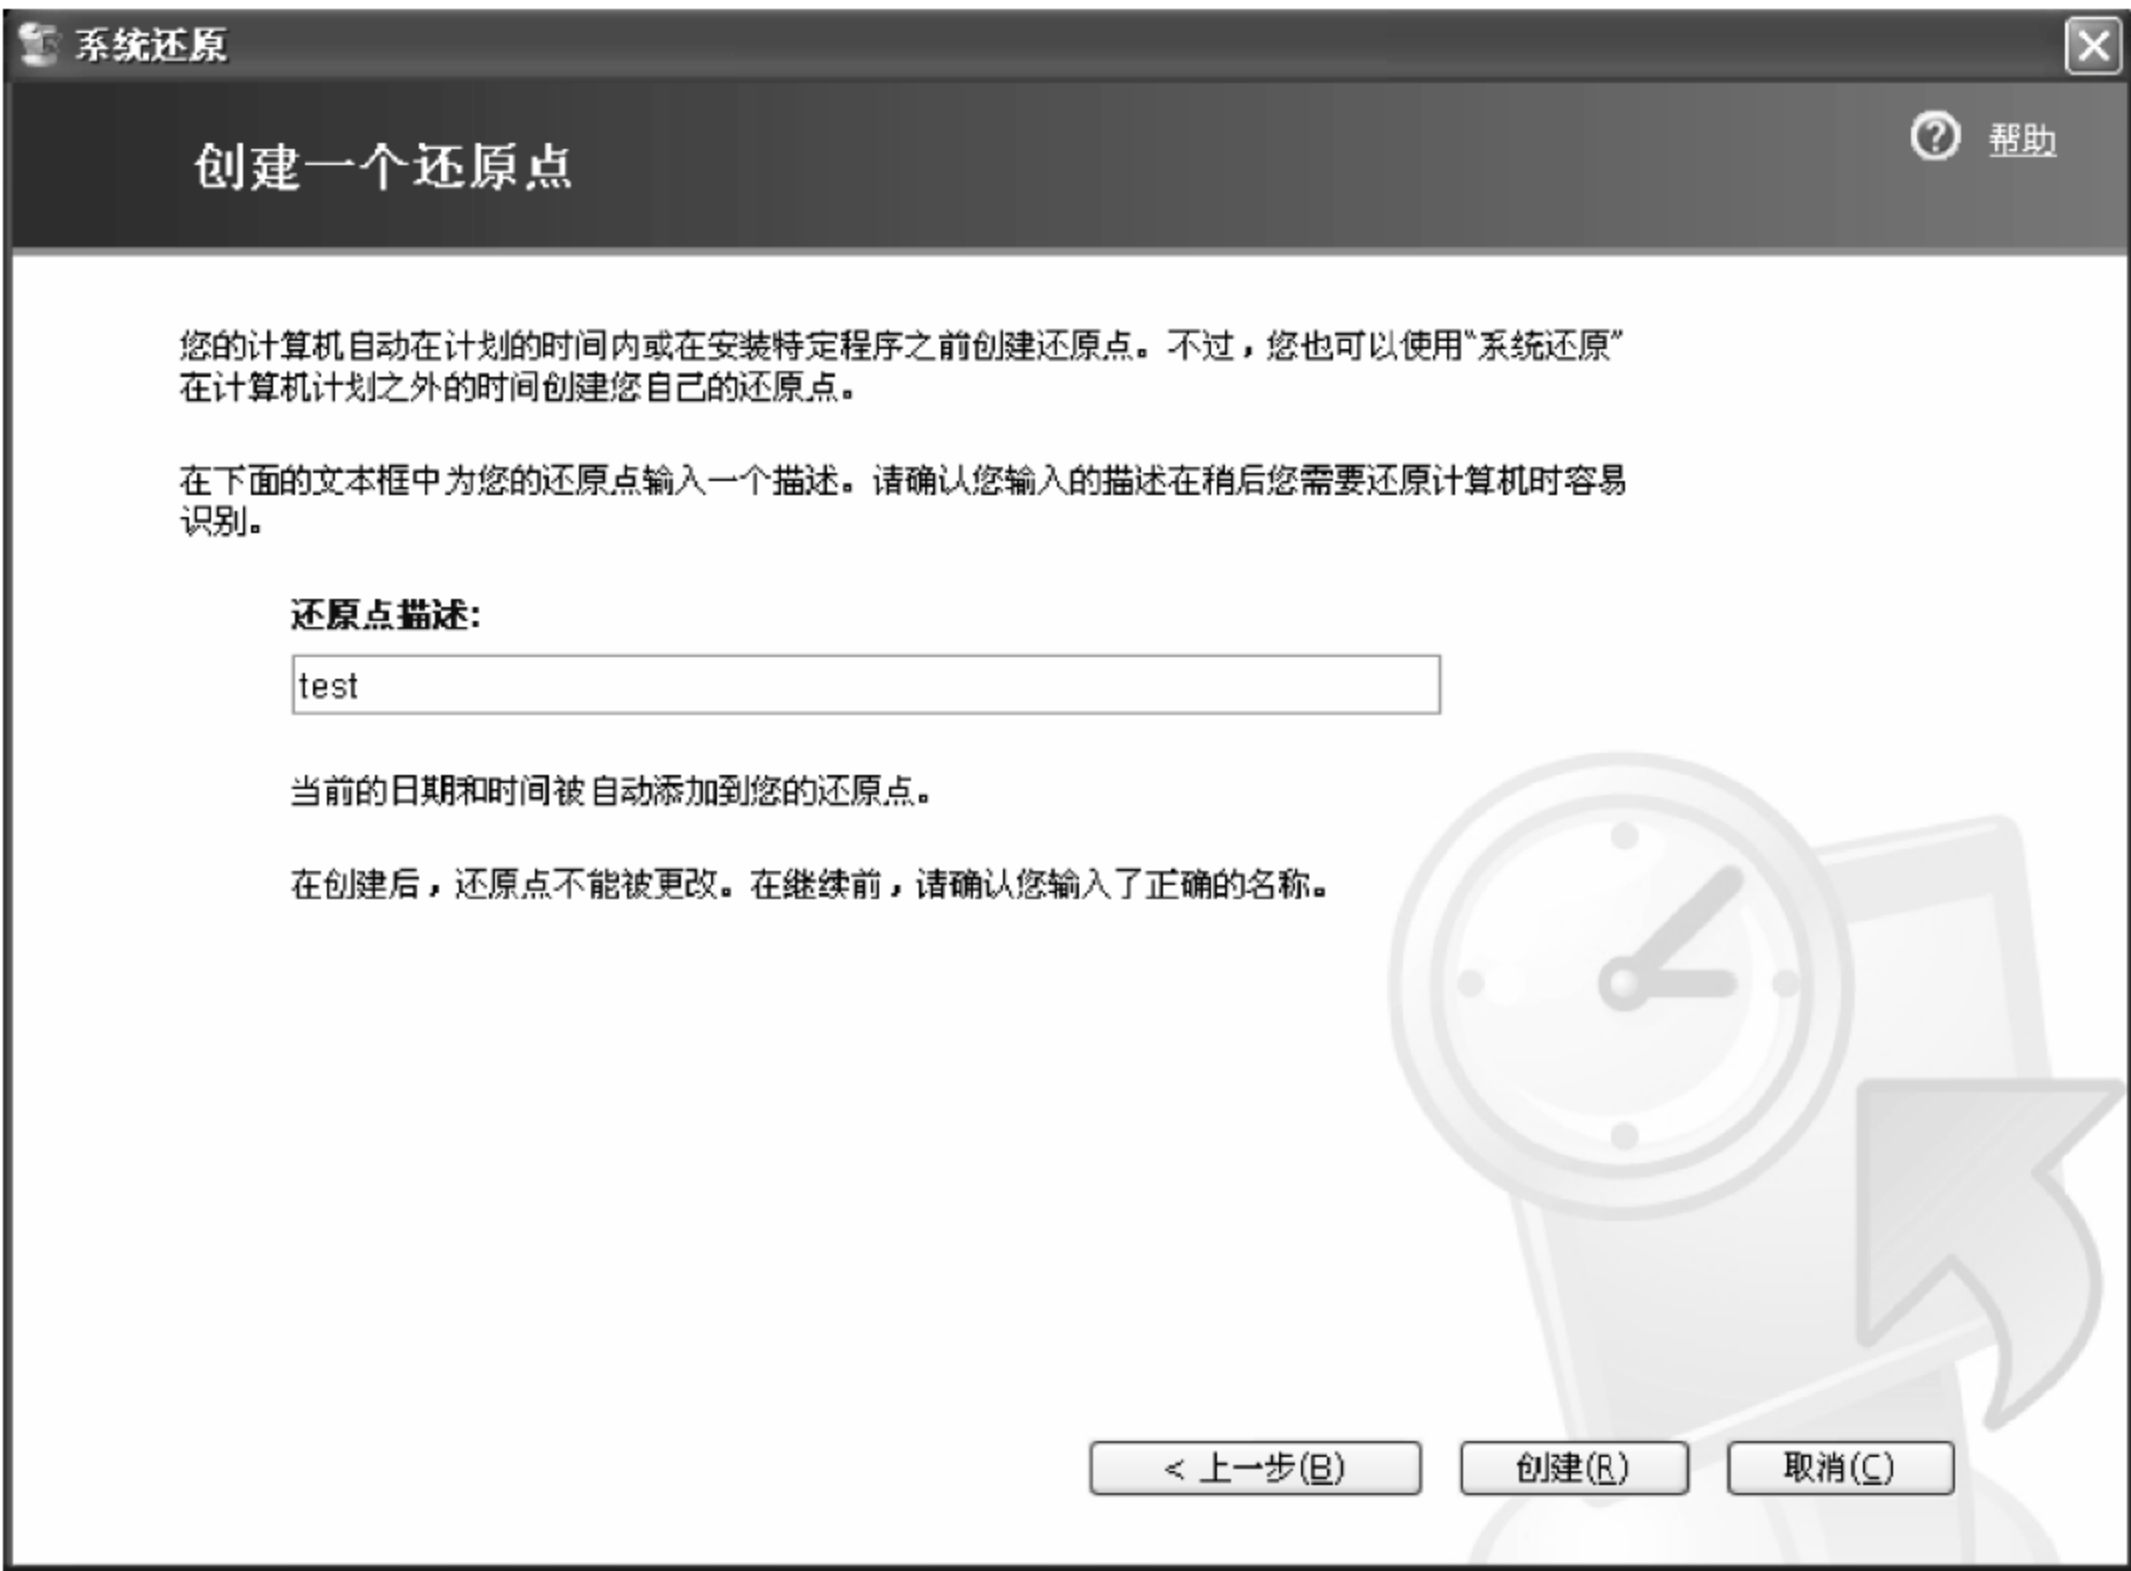 系统还原
创建一个还原点
帮助
您的计算机自动在计划的时间内或在安装特定程序之前创建还原点。不过，您也可以使用“系统还原”
在计算机计划之外的时间创建您自己的还原点。
在下面的文本框中为您的还原点输入一个描述。请确认您输入的描述在稍后您需要还原计算机时容易
识别。
还原点描述:
test
当前的日期和时间被自动添加到您的还原点。
在创建后，还原点不能被更改。在继续前，请确认您输入了正确的名称。
< 上一步(B) 创建(R) 取消(C)